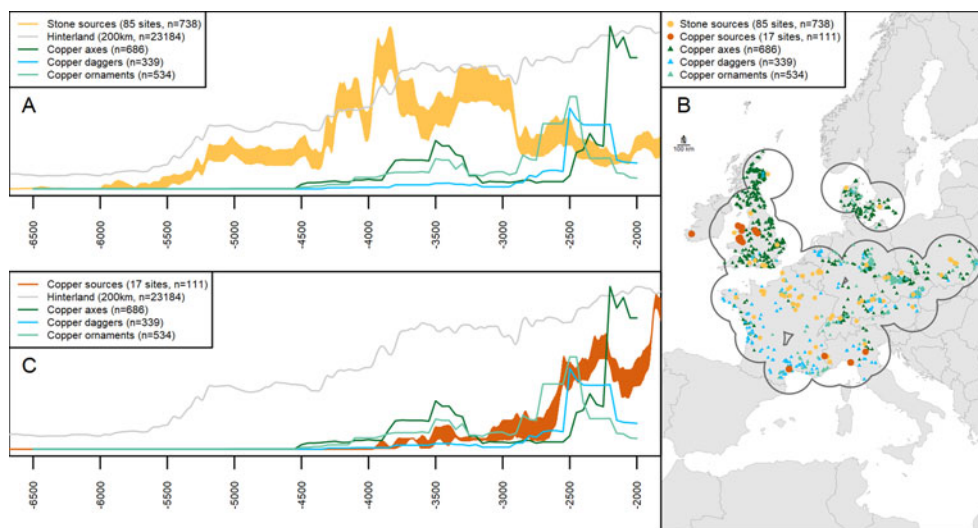 Stone sources (85 sites, n=738)
Hinterland (200km, n=23184)
Copper axes (n=686)
Copper daggers (n=339)
Copper ornaments (n=534)
A
-6500
-6000
-5500
-5000
-4500
-4000
-3500
-3000
-2500
-2000
Copper sources (17 sites, n=111)
Hinterland (200km, n=23184)
Copper axes (n=686)
Copper daggers (n=339)
Copper ornaments (n=534)
C
-6500
-6000
-5500
-5000
-4500
-4000
-3500
-3000
-2500
-2000
Stone sources (85 sites, n=738)
Copper sources (17 sites, n=111)
Copper axes (n=686)
Copper daggers (n=339)
Copper ornaments (n=534)
B
100 km